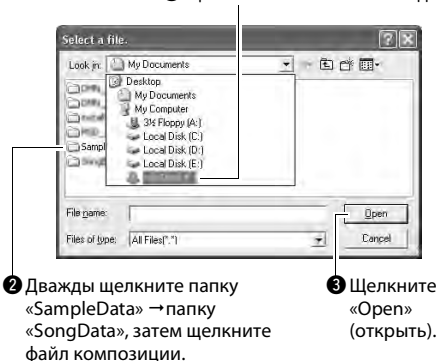 Select a file.
Look in: My Documents
Desktop
My Documents
My Computer
3½ Floppy (A:)
Local Disk (C:)
Local Disk (D:)
Local Disk (E:)
Sampl
File name:
Open
Files of type: All Files(*.*)
Cancel
❷ Дважды щелкните папку
«SampleData» →папку
«SongData», затем щелкните
файл композиции.
❸ Щелкните
«Open»
(открыть).